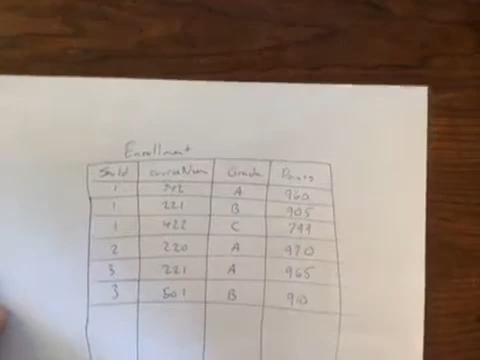 Enrollment
StuId courseNum Grade Points
1 342 A 960
1 221 B 905
1 422 C 799
2 220 A 970
3 221 A 965
3 501 B 910